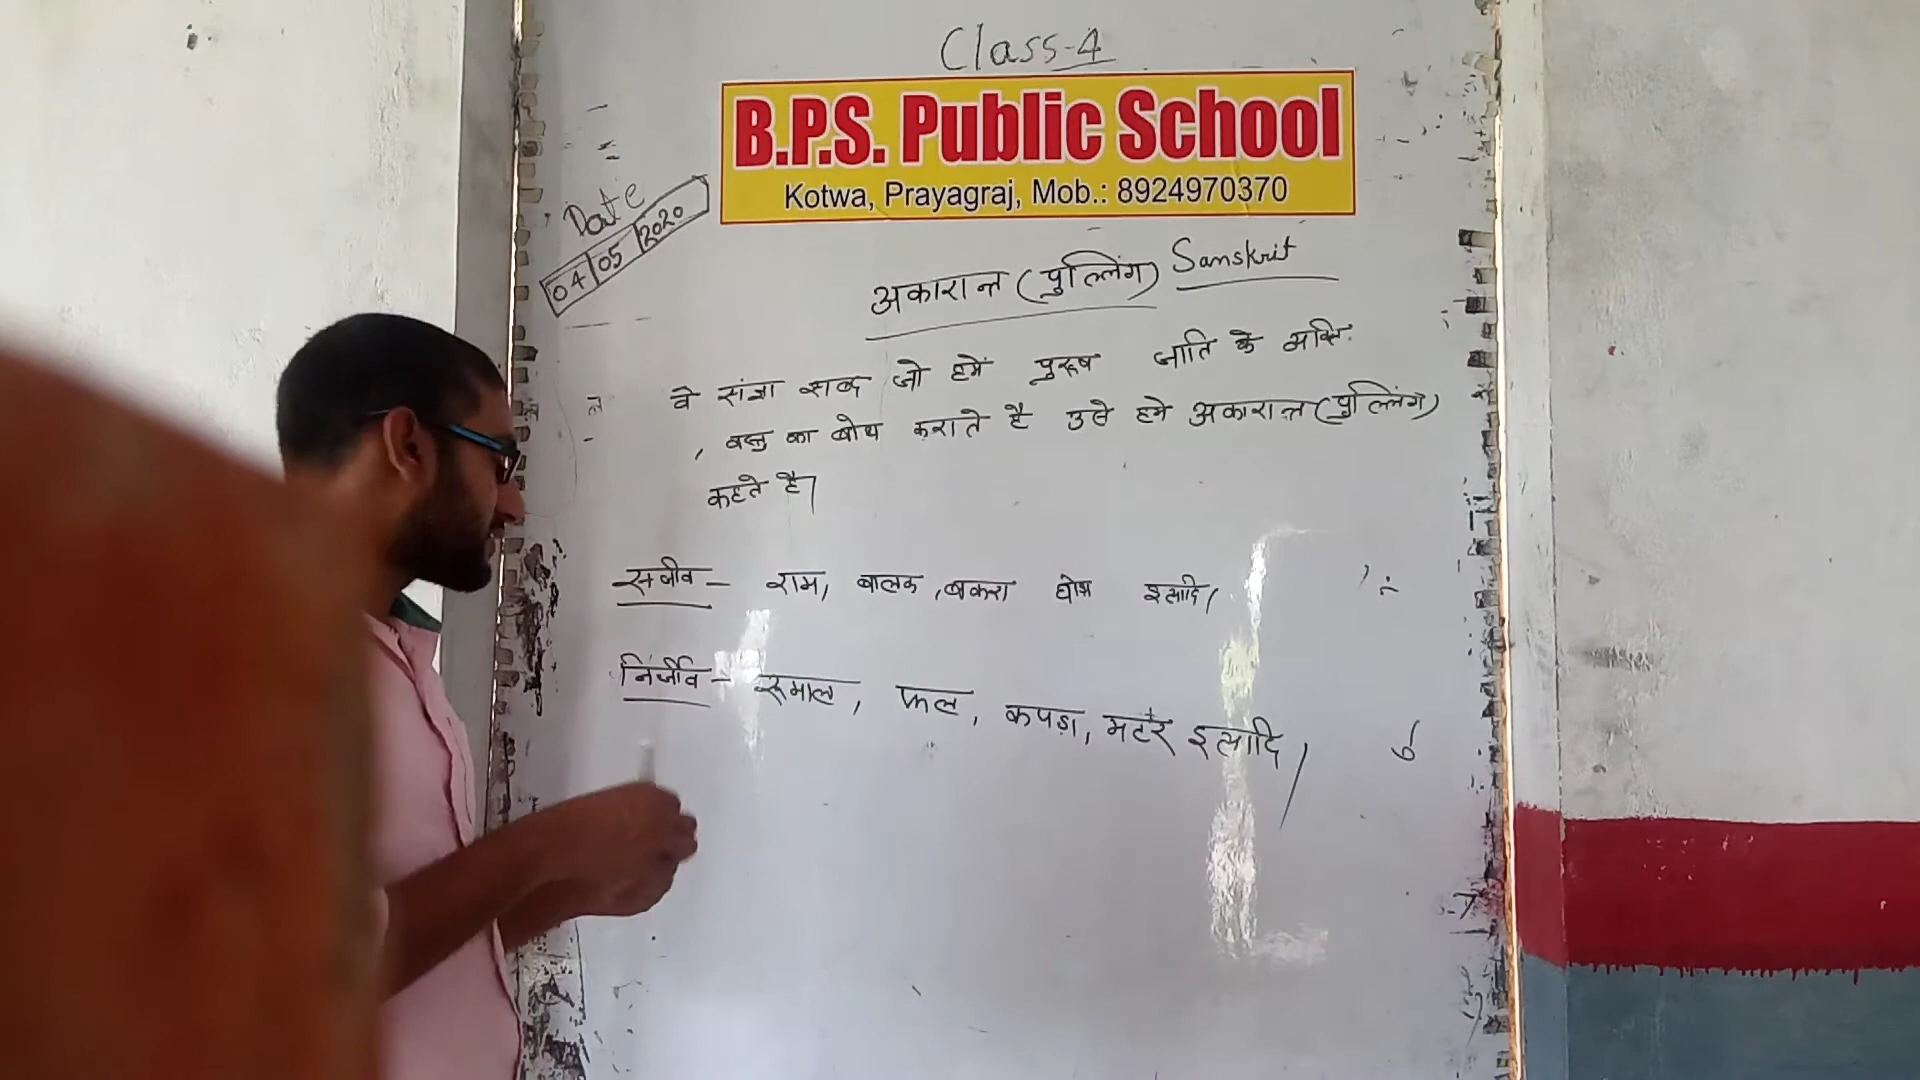 Class-4
B.P.S. Public School
Kotwa, Prayagraj, Mob.: 8924970370
Date
04 05 2020
अकारान्त (पुल्लिंग) Sanskrit
वे संज्ञा शब्द जो हमें पुरूष जाति के
, वस्तु का बोध कराते है उसे हमे अकारान्त (पुल्लिंग)
कहते है।
सजीव - राम, बालक, बकरा इत्यादि।
निर्जीव - रूमाल, फल, कपड़ा, मटर इत्यादि।